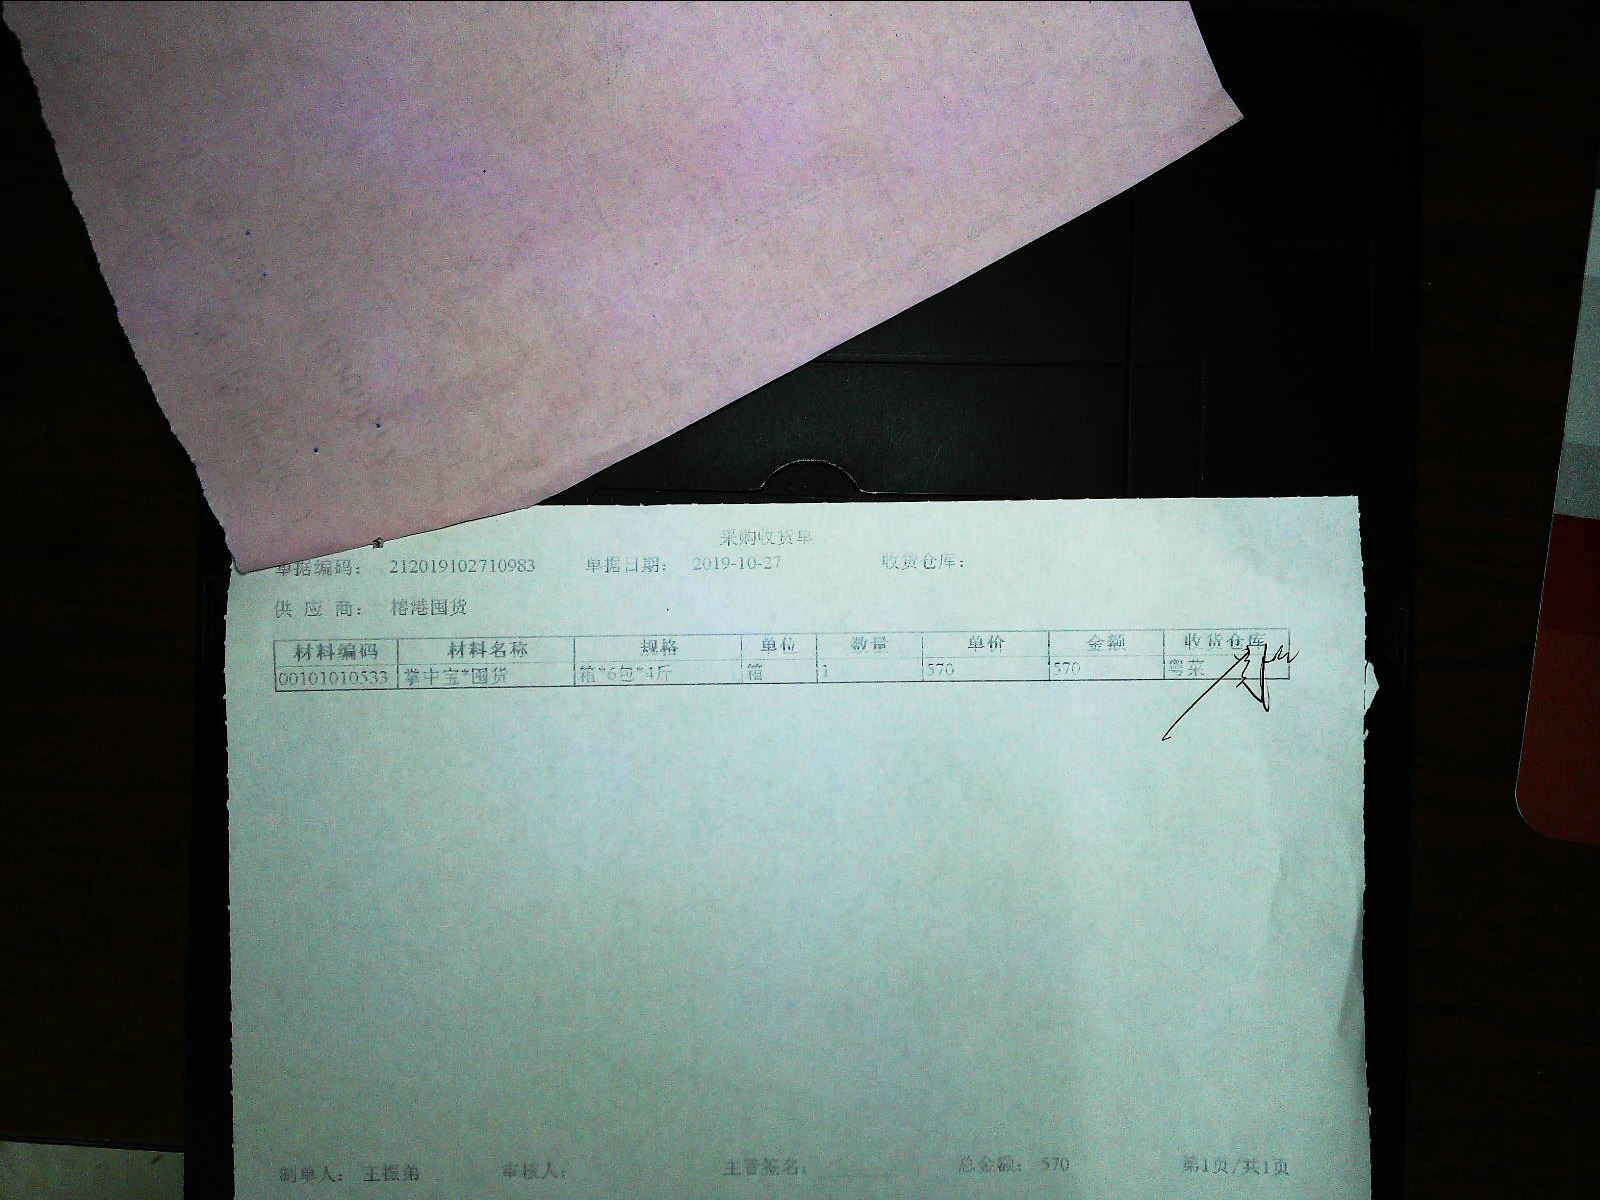 采购收货单
单据编码： 212019102710983 单据日期： 2019-10-27 收货仓库：
供 应 商： 榕港囤货
材料编码 材料名称 规格 单位 数量 单价 金额 收货仓库
00101010533 掌中宝*囤货 箱*6包*4斤 箱 1 570 570 粤菜
制单人： 王振弟 审核人： 主管签名： 总金额： 570 第1页/共1页